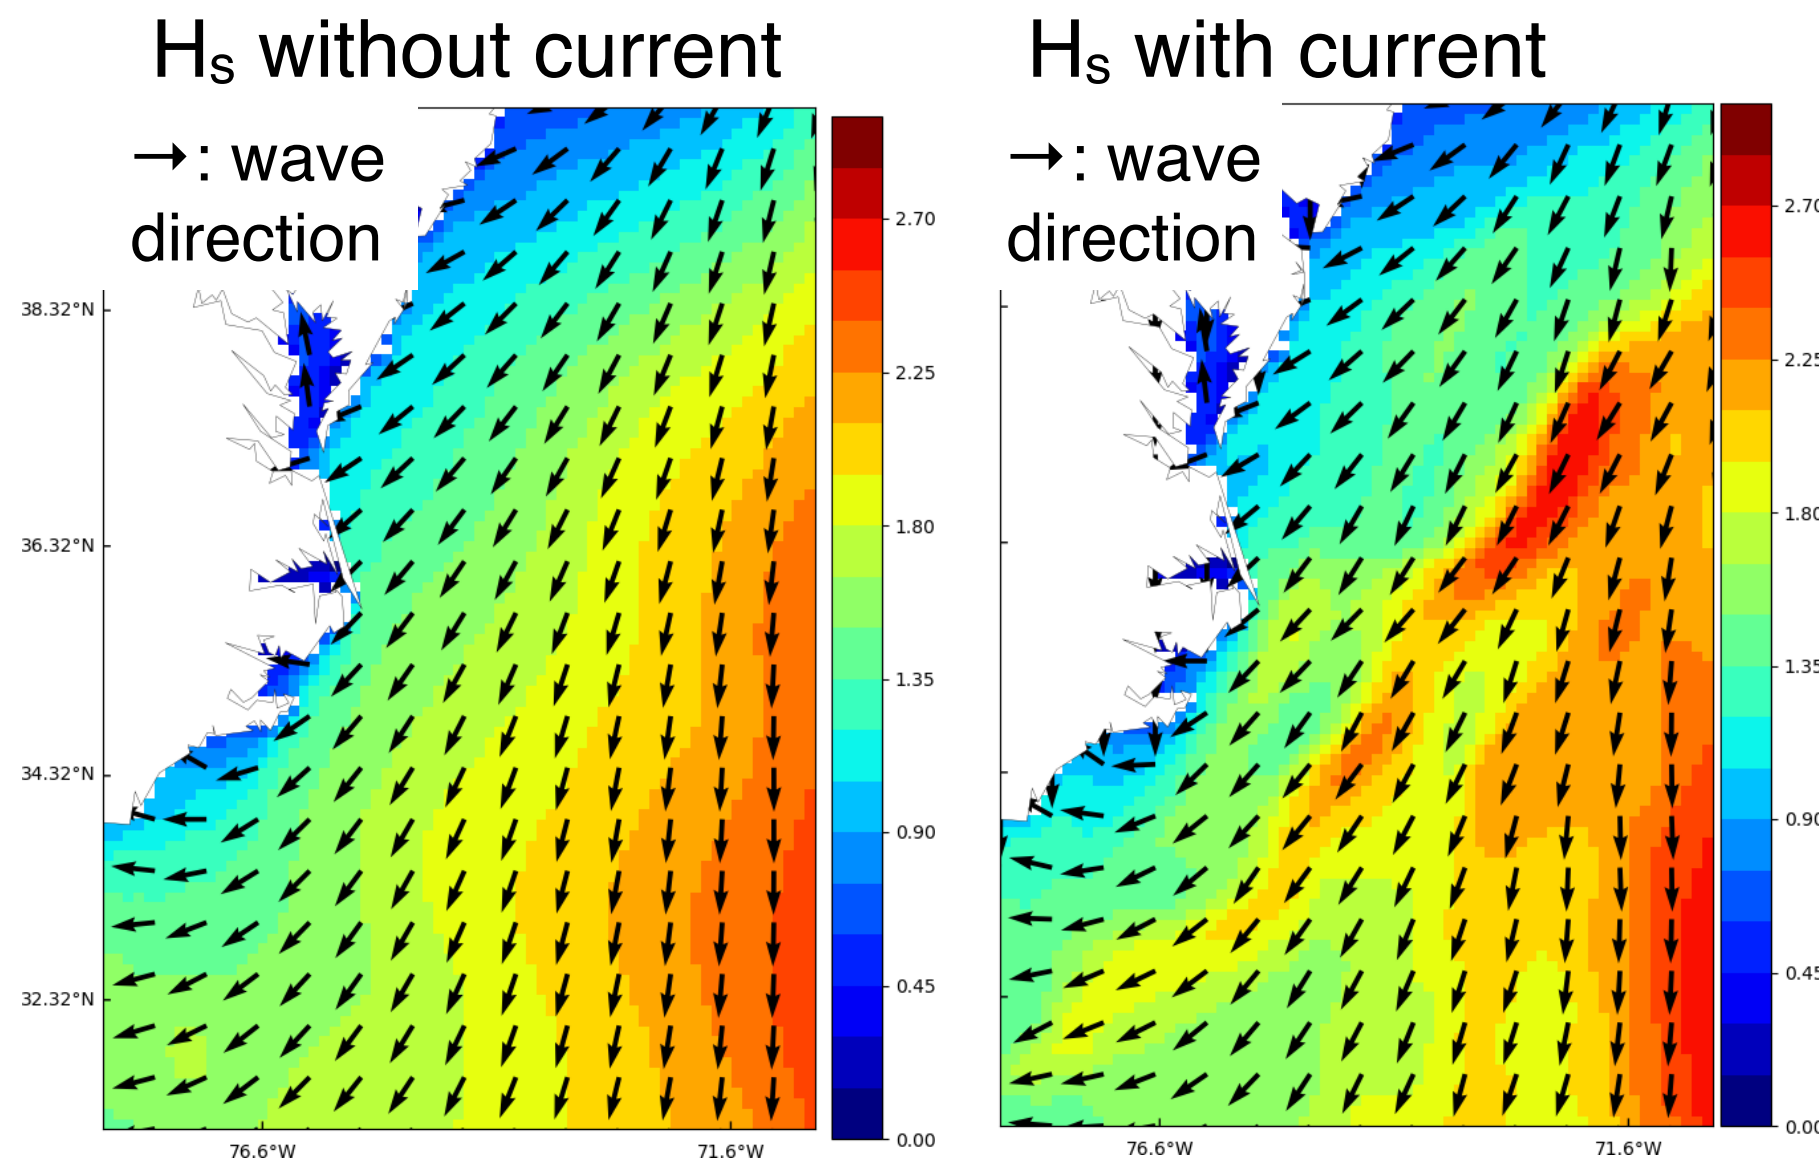 Hs without current
Hs with current
→: wave
direction
→: wave
direction
38.32°N
36.32°N
34.32°N
32.32°N
76.6°W
71.6°W
2.70
2.25
1.80
1.35
0.90
0.45
0.00
76.6°W
71.6°W
2.70
2.25
1.80
1.35
0.90
0.45
0.00